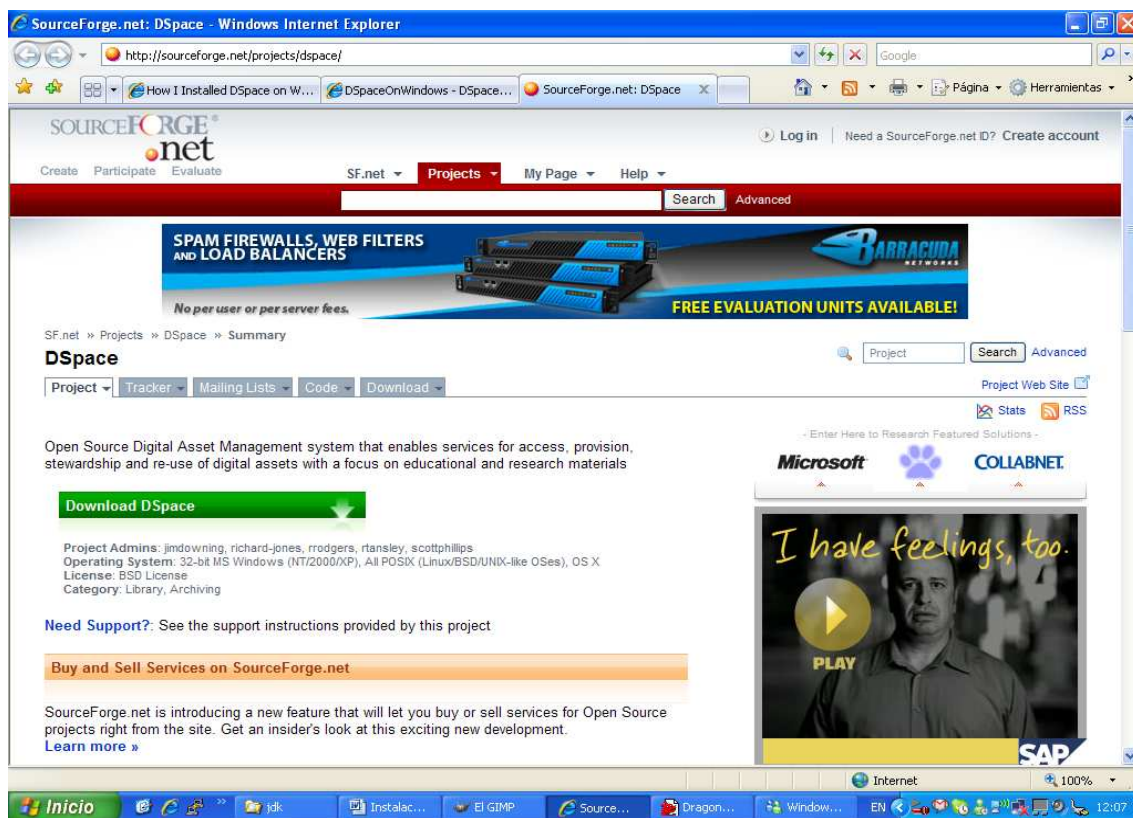 SourceForge.net: DSpace - Windows Internet Explorer
http://sourceforge.net/projects/dspace/
Google
How I Installed DSpace on W...
DSpaceOnWindows - DSpace...
SourceForge.net: DSpace
Página
Herramientas
SOURCEFORGE®
.net
Create Participate Evaluate
Log in
Need a SourceForge.net ID? Create account
SF.net Projects My Page Help
Search Advanced
SPAM FIREWALLS, WEB FILTERS
AND LOAD BALANCERS
No per user or per server fees.
BARRACUDA
NETWORKS
FREE EVALUATION UNITS AVAILABLE!
SF.net » Projects » DSpace » Summary
DSpace
Project Search Advanced
Project Tracker Mailing Lists Code Download
Project Web Site
Stats RSS
Open Source Digital Asset Management system that enables services for access, provision,
stewardship and re-use of digital assets with a focus on educational and research materials
- Enter Here to Research Featured Solutions -
Microsoft
COLLABNET.
Download DSpace
Project Admins: jimdowning, richard-jones, rrodgers, rtansley, scottphillips
Operating System: 32-bit MS Windows (NT/2000/XP), All POSIX (Linux/BSD/UNIX-like OSes), OS X
License: BSD License
Category: Library, Archiving
Need Support?: See the support instructions provided by this project
Buy and Sell Services on SourceForge.net
SourceForge.net is introducing a new feature that will let you buy or sell services for Open Source
projects right from the site. Get an insider's look at this exciting new development.
Learn more »
I have feelings, too.
PLAY
SAP
Internet
100%
Inicio
jdk
Instalac...
El GIMP
Source...
Dragon...
Window...
EN
12:07